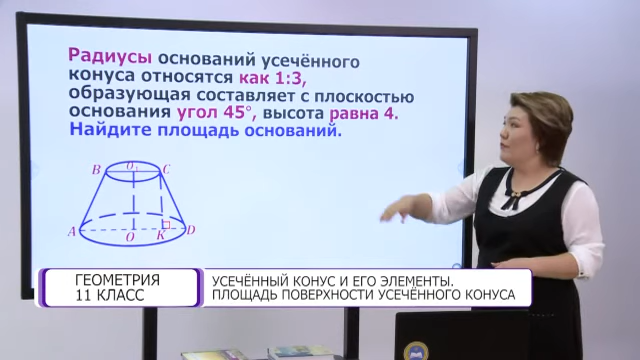 Радиусы оснований усечённого
конуса относятся как 1:3,
образующая составляет с плоскостью
основания угол 45°, высота равна 4.
Найдите площадь оснований.
B O₁ C
A O K D
ГЕОМЕТРИЯ
11 КЛАСС
УСЕЧЁННЫЙ КОНУС И ЕГО ЭЛЕМЕНТЫ.
ПЛОЩАДЬ ПОВЕРХНОСТИ УСЕЧЁННОГО КОНУСА